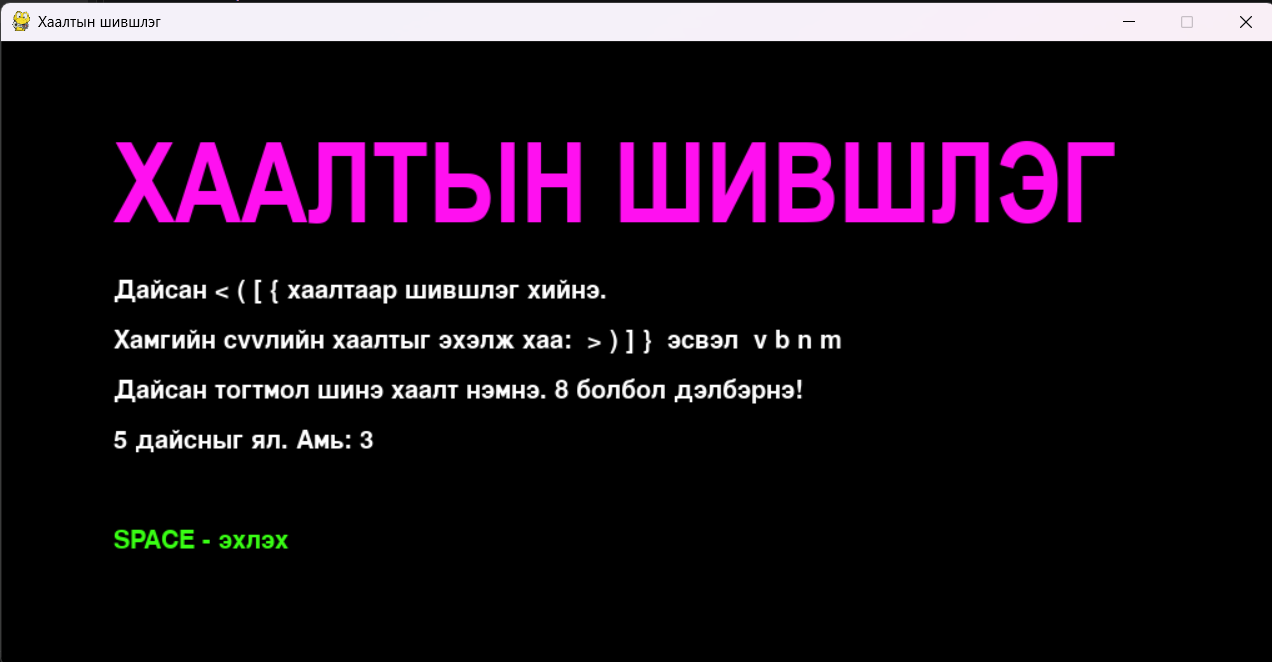 Хаалтын шившлэг
ХААЛТЫН ШИВШЛЭГ
Дайсан < ( [ { хаалтаар шившлэг хийнэ.
Хамгийн сvvлийн хаалтыг эхэлж хаа: > ) ] } эсвэл v b n m
Дайсан тогтмол шинэ хаалт нэмнэ. 8 болбол дэлбэрнэ!
5 дайсныг ял. Амь: 3
SPACE - эхлэх